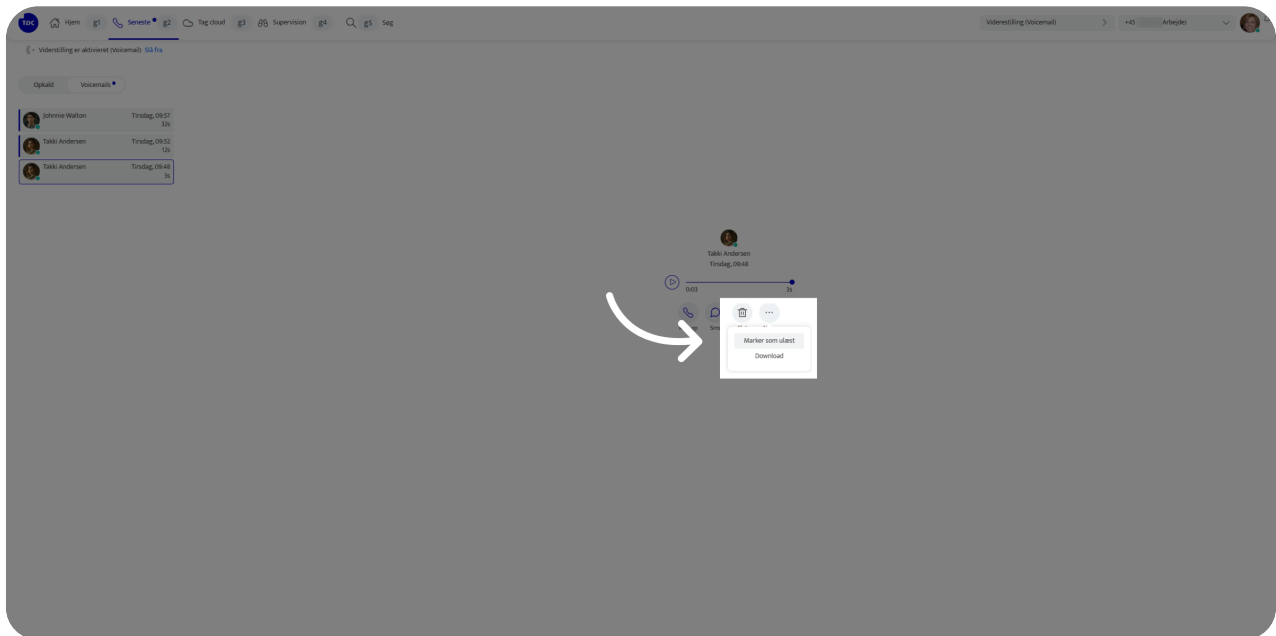 TDC Hjem g1 Seneste g2 Tag cloud g3 Supervision g4 g5 Søg Viderestilling (Voicemail) +45 Arbejde
Viderstilling er aktivieret (Voicemail) Slå fra
Opkald Voicemails
Johnnie Walton Tirsdag, 09:57
32s
Takki Andersen Tirsdag, 09:52
12s
Takki Andersen Tirsdag, 09:48
3s
Takki Andersen
Tirsdag, 09:48
0:03 3s
Marker som ulæst
Download